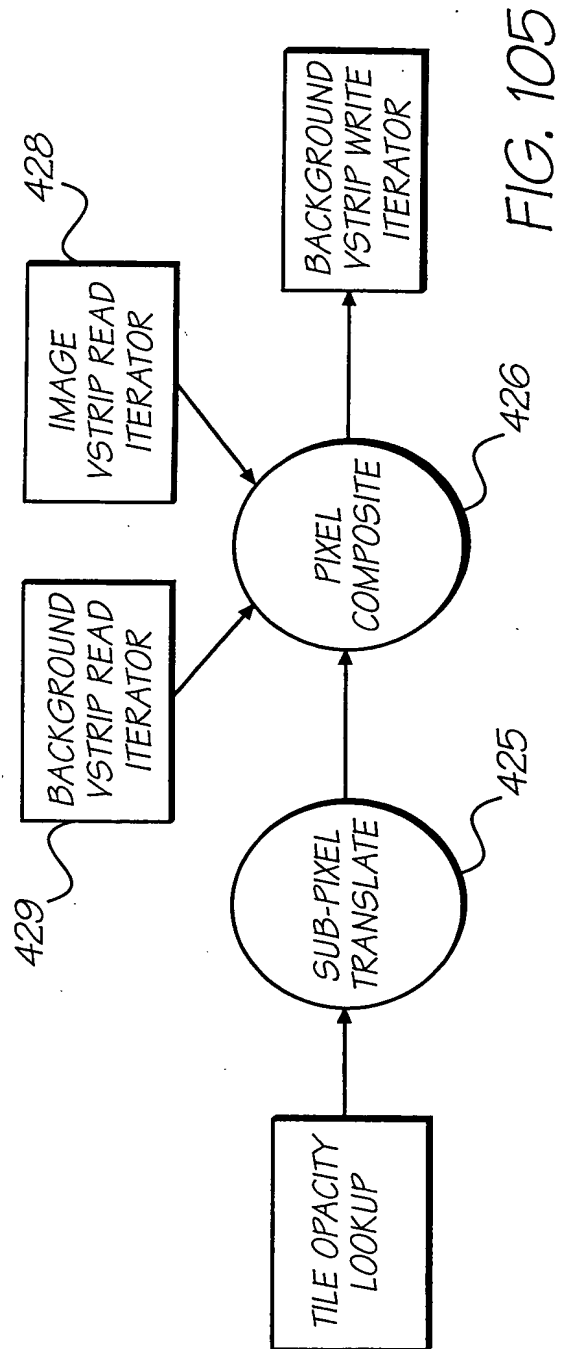 429
BACKGROUND
VSTRIP READ
ITERATOR
428
IMAGE
VSTRIP READ
ITERATOR
TILE OPACITY
LOOKUP
SUB-PIXEL
TRANSLATE
425
PIXEL
COMPOSITE
426
BACKGROUND
VSTRIP WRITE
ITERATOR
FIG. 105